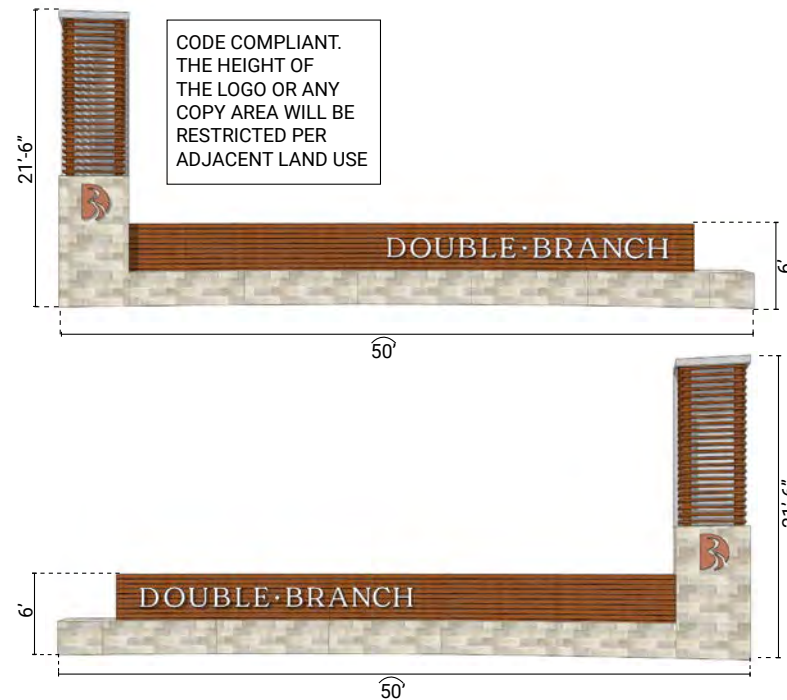 CODE COMPLIANT.
THE HEIGHT OF
THE LOGO OR ANY
COPY AREA WILL BE
RESTRICTED PER
ADJACENT LAND USE
21'-6"
DOUBLE·BRANCH
6'
50'
21'-6"
DOUBLE·BRANCH
6'
50'